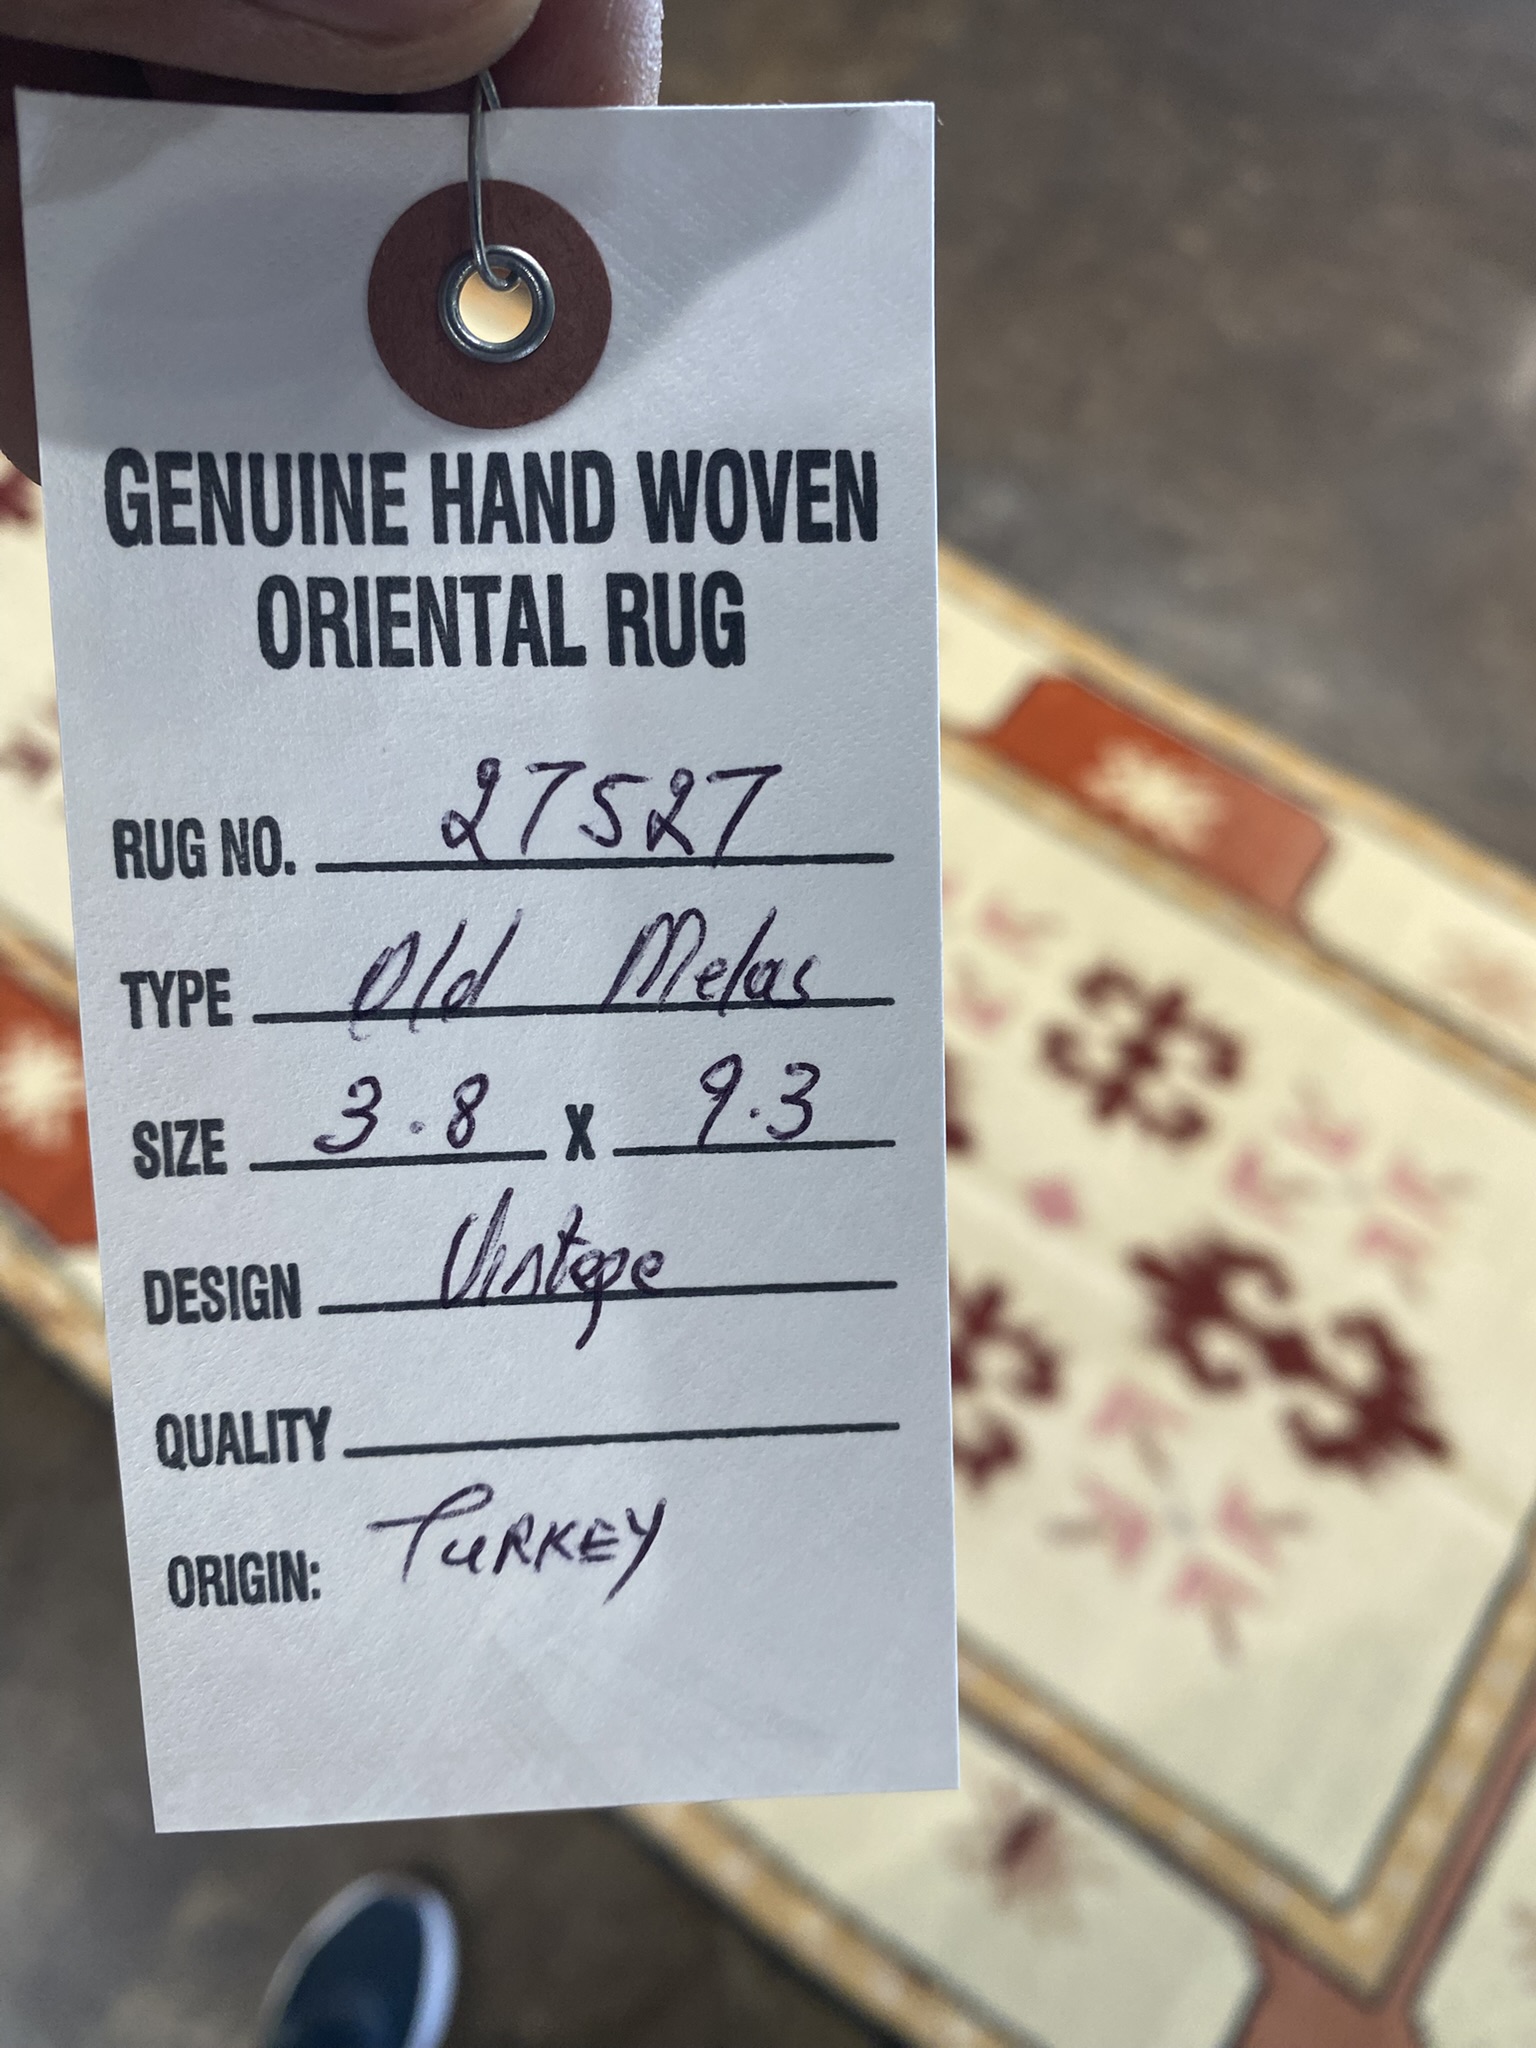 GENUINE HAND WOVEN
ORIENTAL RUG
RUG NO. 27527
TYPE Old Melas
SIZE 3.8 X 9.3
DESIGN Vintage
QUALITY
ORIGIN: TURKEY